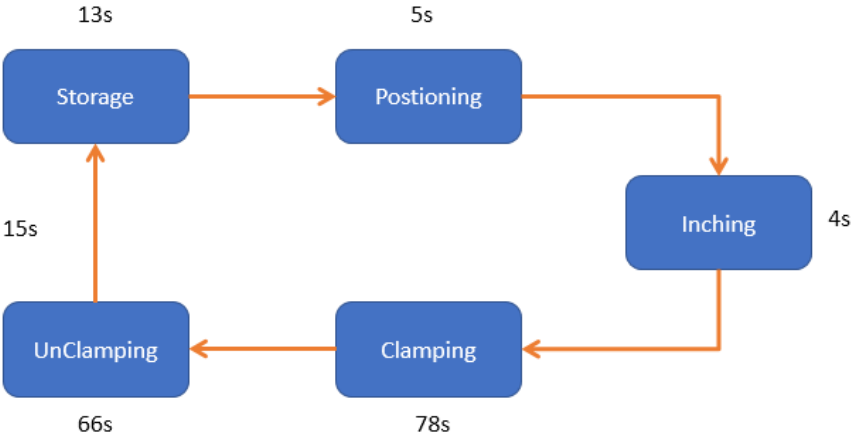 13s
5s
Storage
Postioning
Inching
4s
15s
UnClamping
Clamping
66s
78s